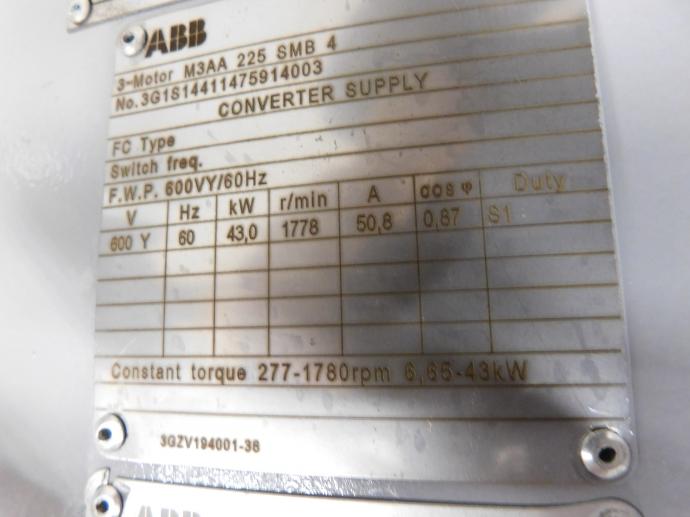 ABB
3-Motor M3AA 225 SMB 4
No.3G1S14411475914003
CONVERTER SUPPLY
FC Type
Switch freq.
F.W.P. 600VY/60Hz
V Hz kW r/min A cos φ Duty
600 Y 60 43,0 1778 50,8 0,87 S1
Constant torque 277-1780rpm 6,65-43kW
3GZV194001-36
ABB